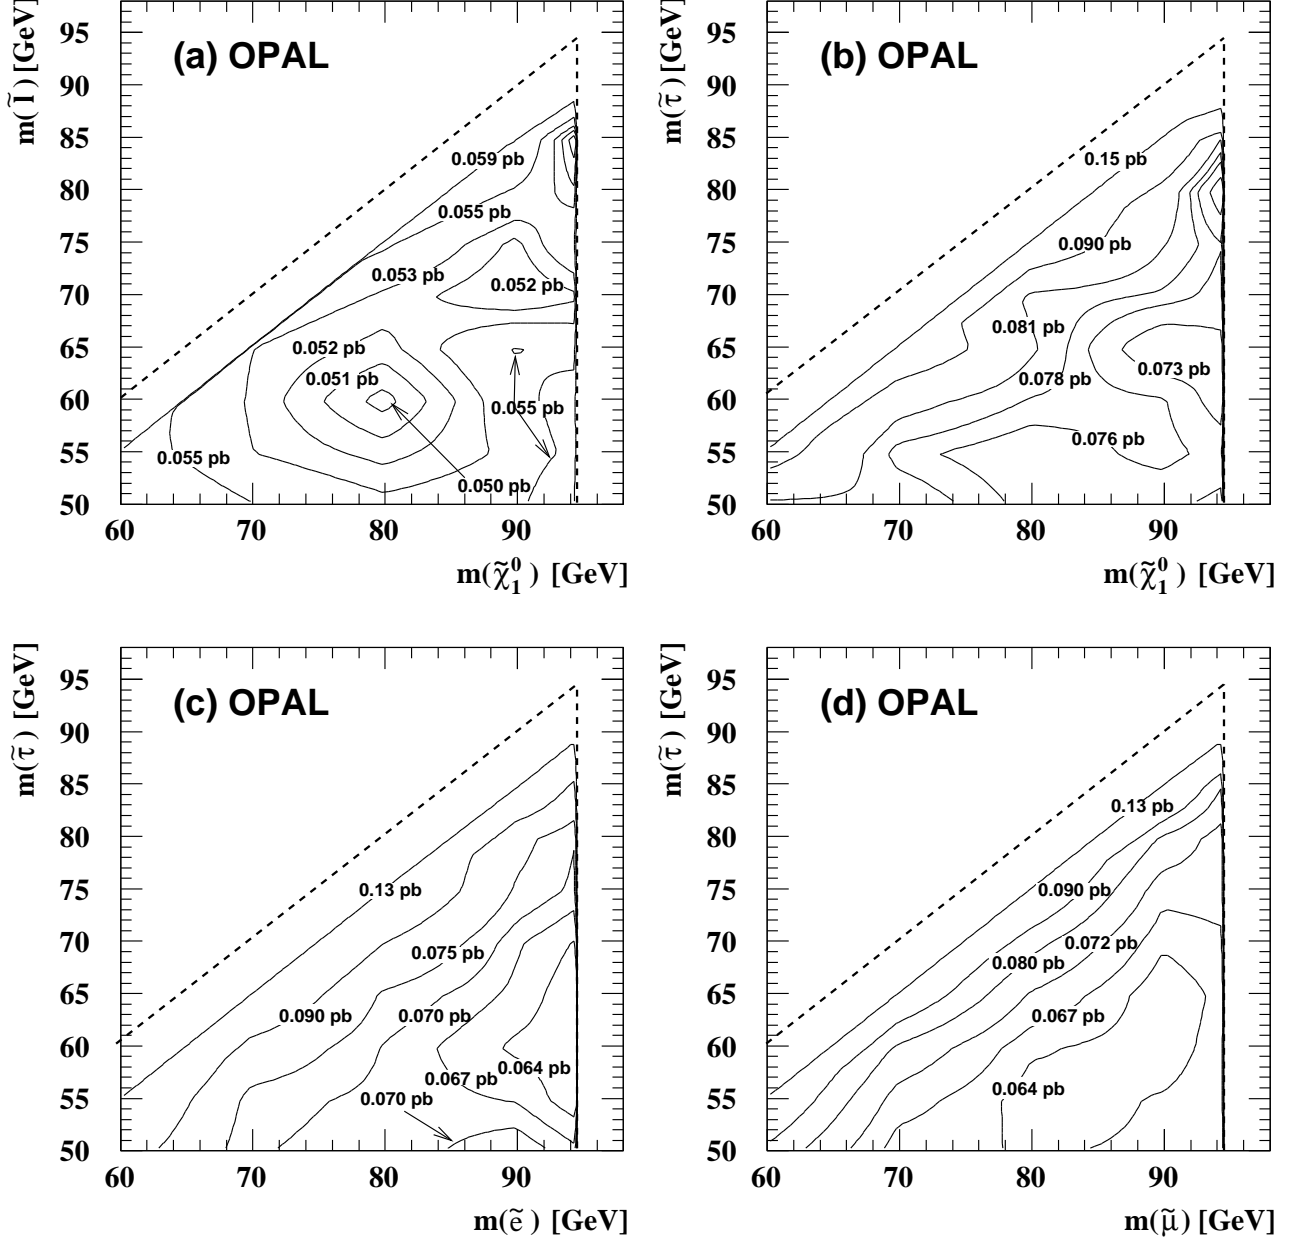 (a) OPAL
m(l̃) [GeV]
95
90
85
80
75
70
65
60
55
50
0.059 pb
0.055 pb
0.053 pb
0.052 pb
0.052 pb
0.051 pb
0.055 pb
0.055 pb
0.050 pb
60 70 80 90
m(χ̃⁰₁) [GeV]
(b) OPAL
m(τ̃) [GeV]
95
90
85
80
75
70
65
60
55
50
0.15 pb
0.090 pb
0.081 pb
0.073 pb
0.078 pb
0.076 pb
60 70 80 90
m(χ̃⁰₁) [GeV]
(c) OPAL
m(τ̃) [GeV]
95
90
85
80
75
70
65
60
55
50
0.13 pb
0.075 pb
0.090 pb
0.070 pb
0.064 pb
0.067 pb
0.070 pb
60 70 80 90
m(ẽ) [GeV]
(d) OPAL
m(τ̃) [GeV]
95
90
85
80
75
70
65
60
55
50
0.13 pb
0.090 pb
0.072 pb
0.080 pb
0.067 pb
0.064 pb
60 70 80 90
m(μ̃) [GeV]